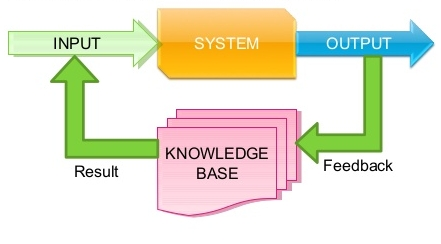 INPUT
SYSTEM
OUTPUT
KNOWLEDGE
BASE
Result
Feedback